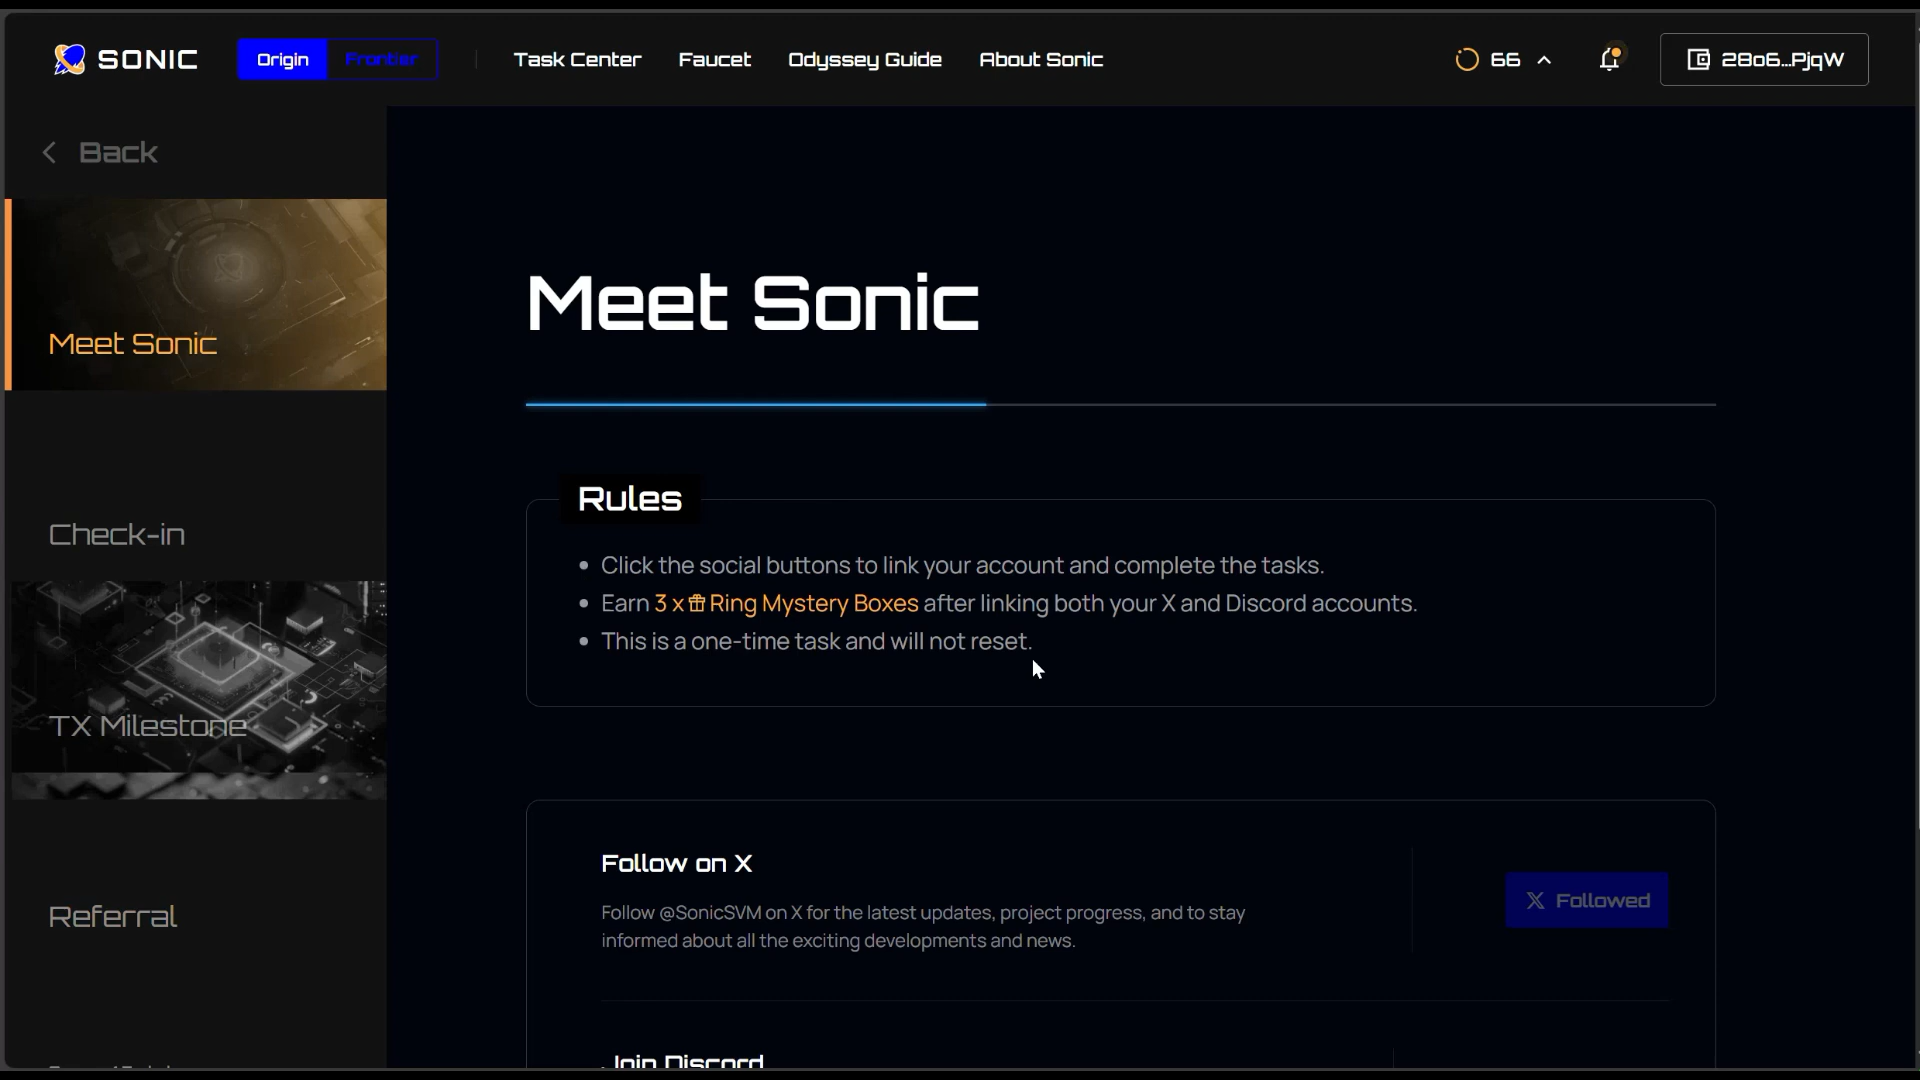 SONIC
Origin
Frontier
Task Center
Faucet
Odyssey Guide
About Sonic
66
28o6...PjqW
Back
Meet Sonic
Check-in
TX Milestone
Referral
Meet Sonic
Rules
Click the social buttons to link your account and complete the tasks.
Earn 3 x Ring Mystery Boxes after linking both your X and Discord accounts.
This is a one-time task and will not reset.
Follow on X
Follow @SonicSVM on X for the latest updates, project progress, and to stay
informed about all the exciting developments and news.
X Followed
Join Discord